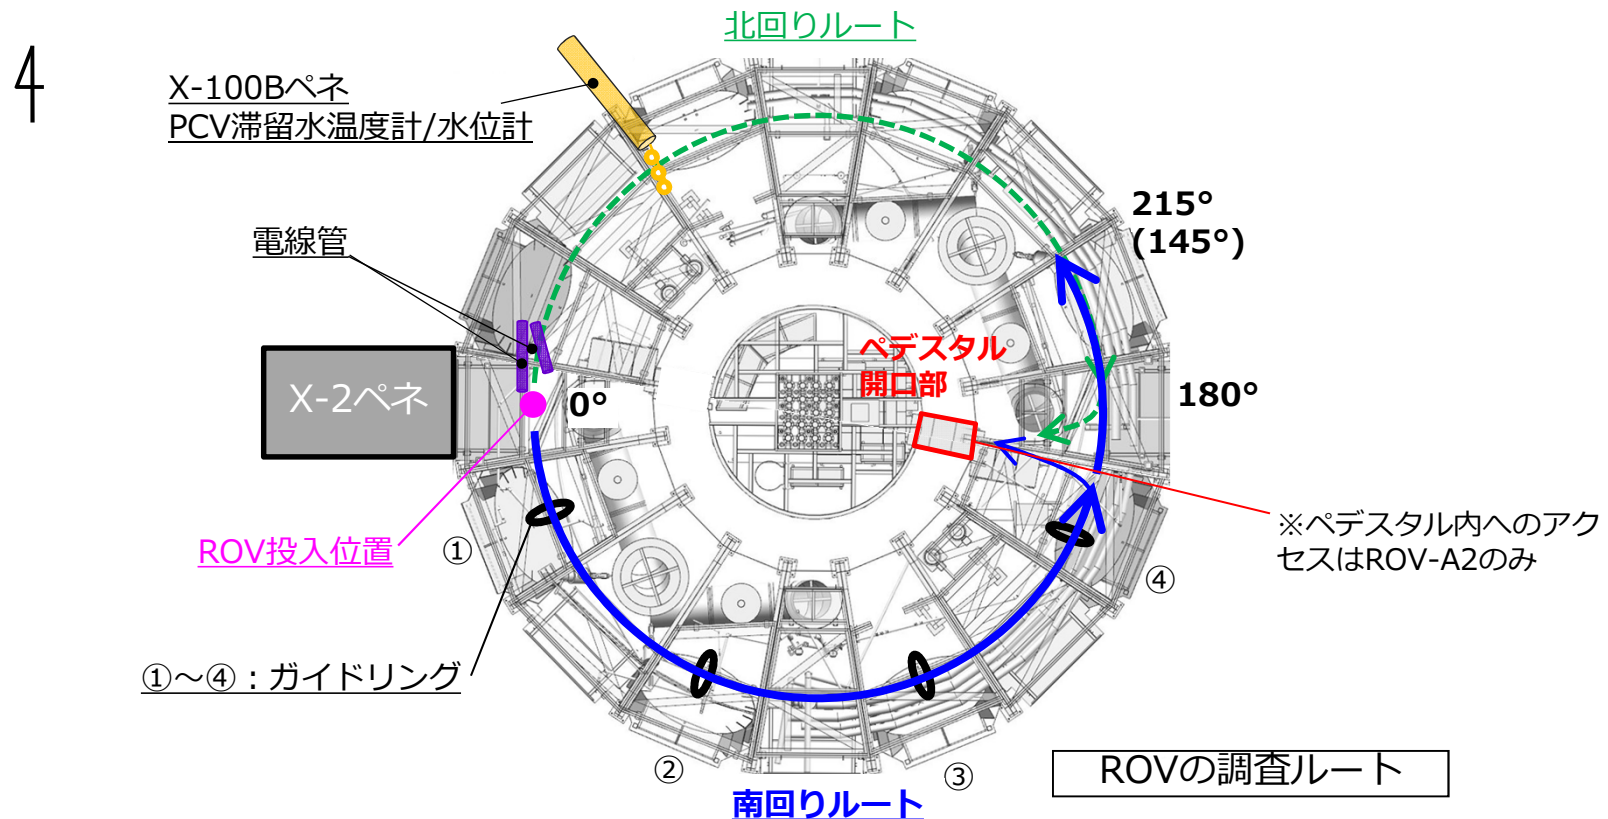 北回りルート
X-100Bペネ
PCV滞留水温度計/水位計
電線管
215°
(145°)
ペデスタル
開口部
X-2ペネ
0°
180°
ROV投入位置
①
※ペデスタル内へのアク
セスはROV-A2のみ
④
①～④：ガイドリング
②
③
ROVの調査ルート
南回りルート